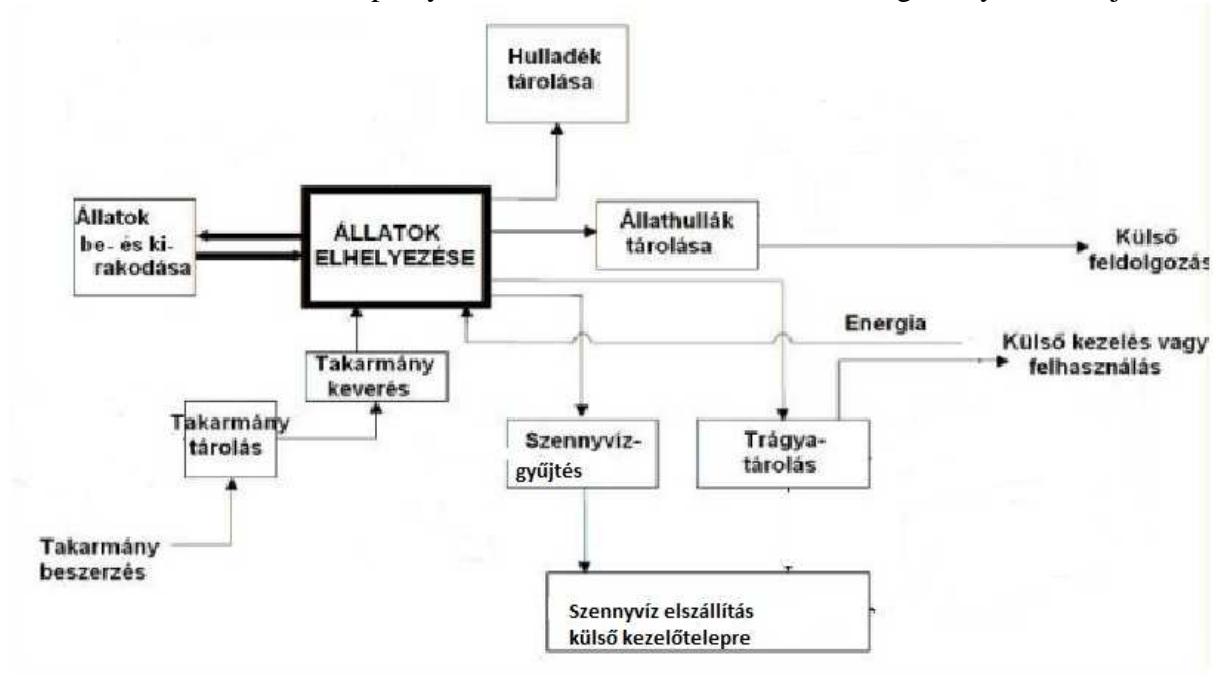 Hulladék
tárolása
Állatok
be- és ki-
rakodása
ÁLLATOK
ELHELYEZÉSE
Állathullák
tárolása
Külső
feldolgozás
Energia
Külső kezelés vagy
felhasználás
Takarmány
keverés
Takarmány
tárolás
Szennyvíz-
gyűjtés
Trágya-
tárolás
Takarmány
beszerzés
Szennyvíz elszállítás
külső kezelőtelepre